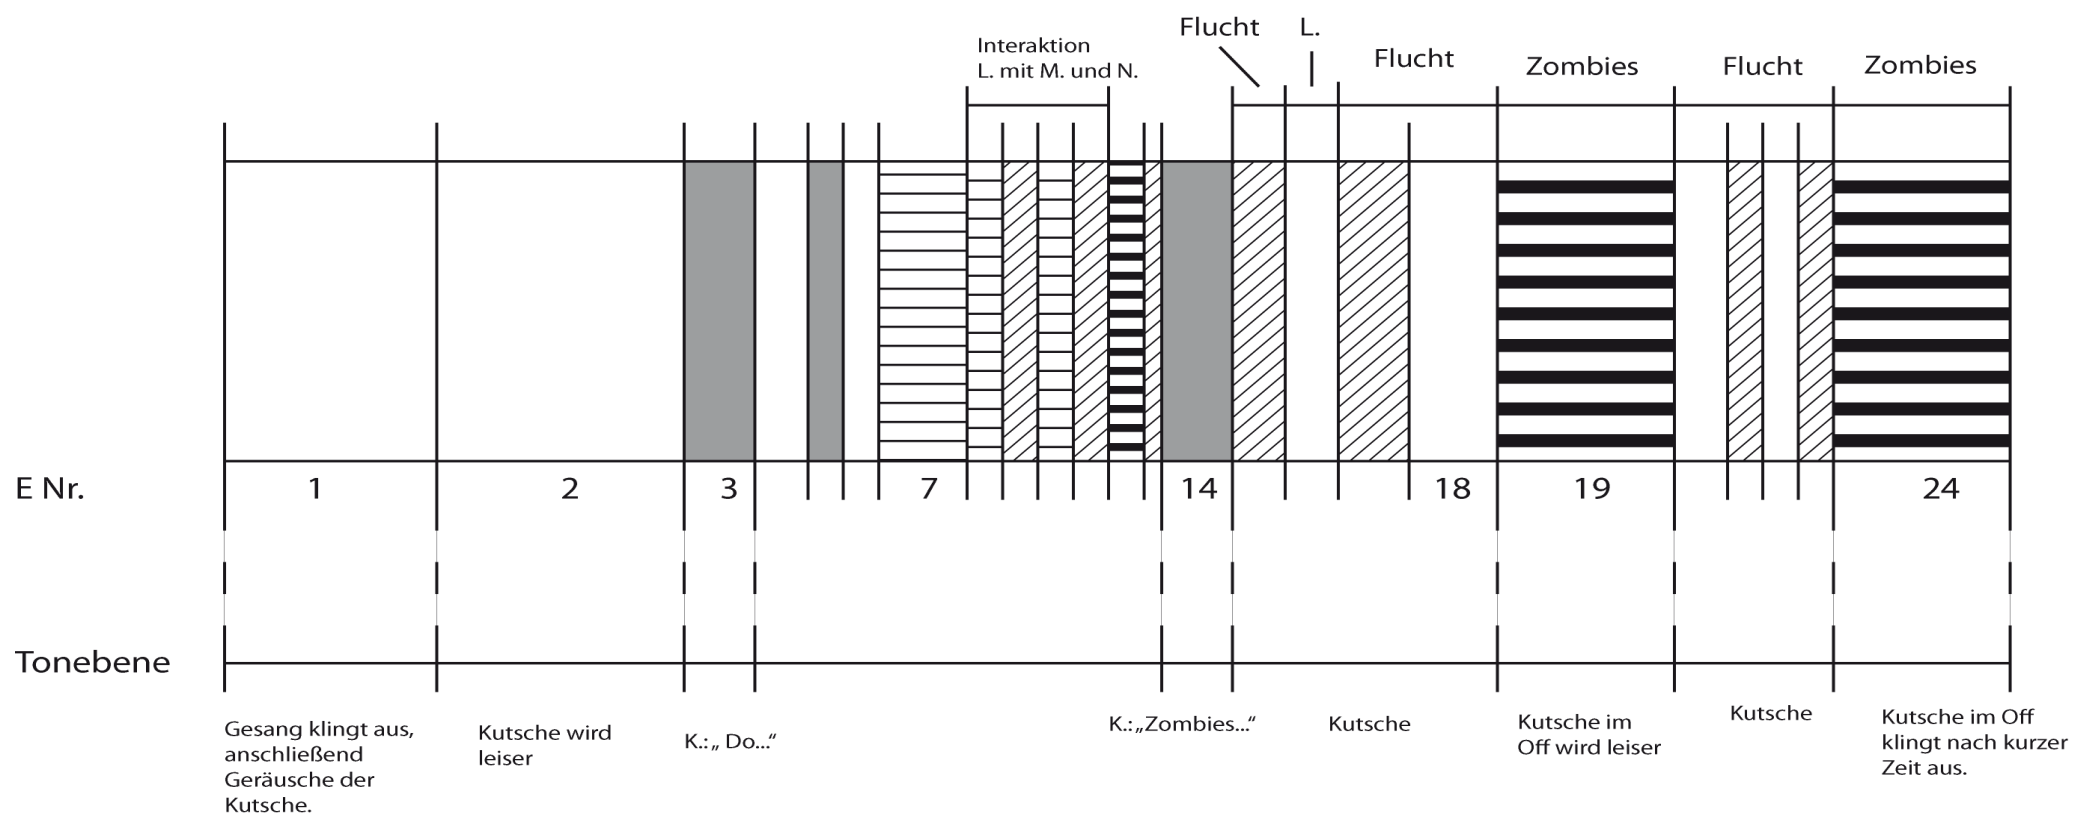 Flucht L.
Interaktion
L. mit M. und N.
Flucht Zombies Flucht Zombies
E Nr. 1 2 3 7 14 18 19 24
Tonebene
Gesang klingt aus,
anschließend
Geräusche der
Kutsche.
Kutsche wird
leiser
K.:„ Do...“
K.:„Zombies...“
Kutsche
Kutsche im
Off wird leiser
Kutsche
Kutsche im Off
klingt nach kurzer
Zeit aus.